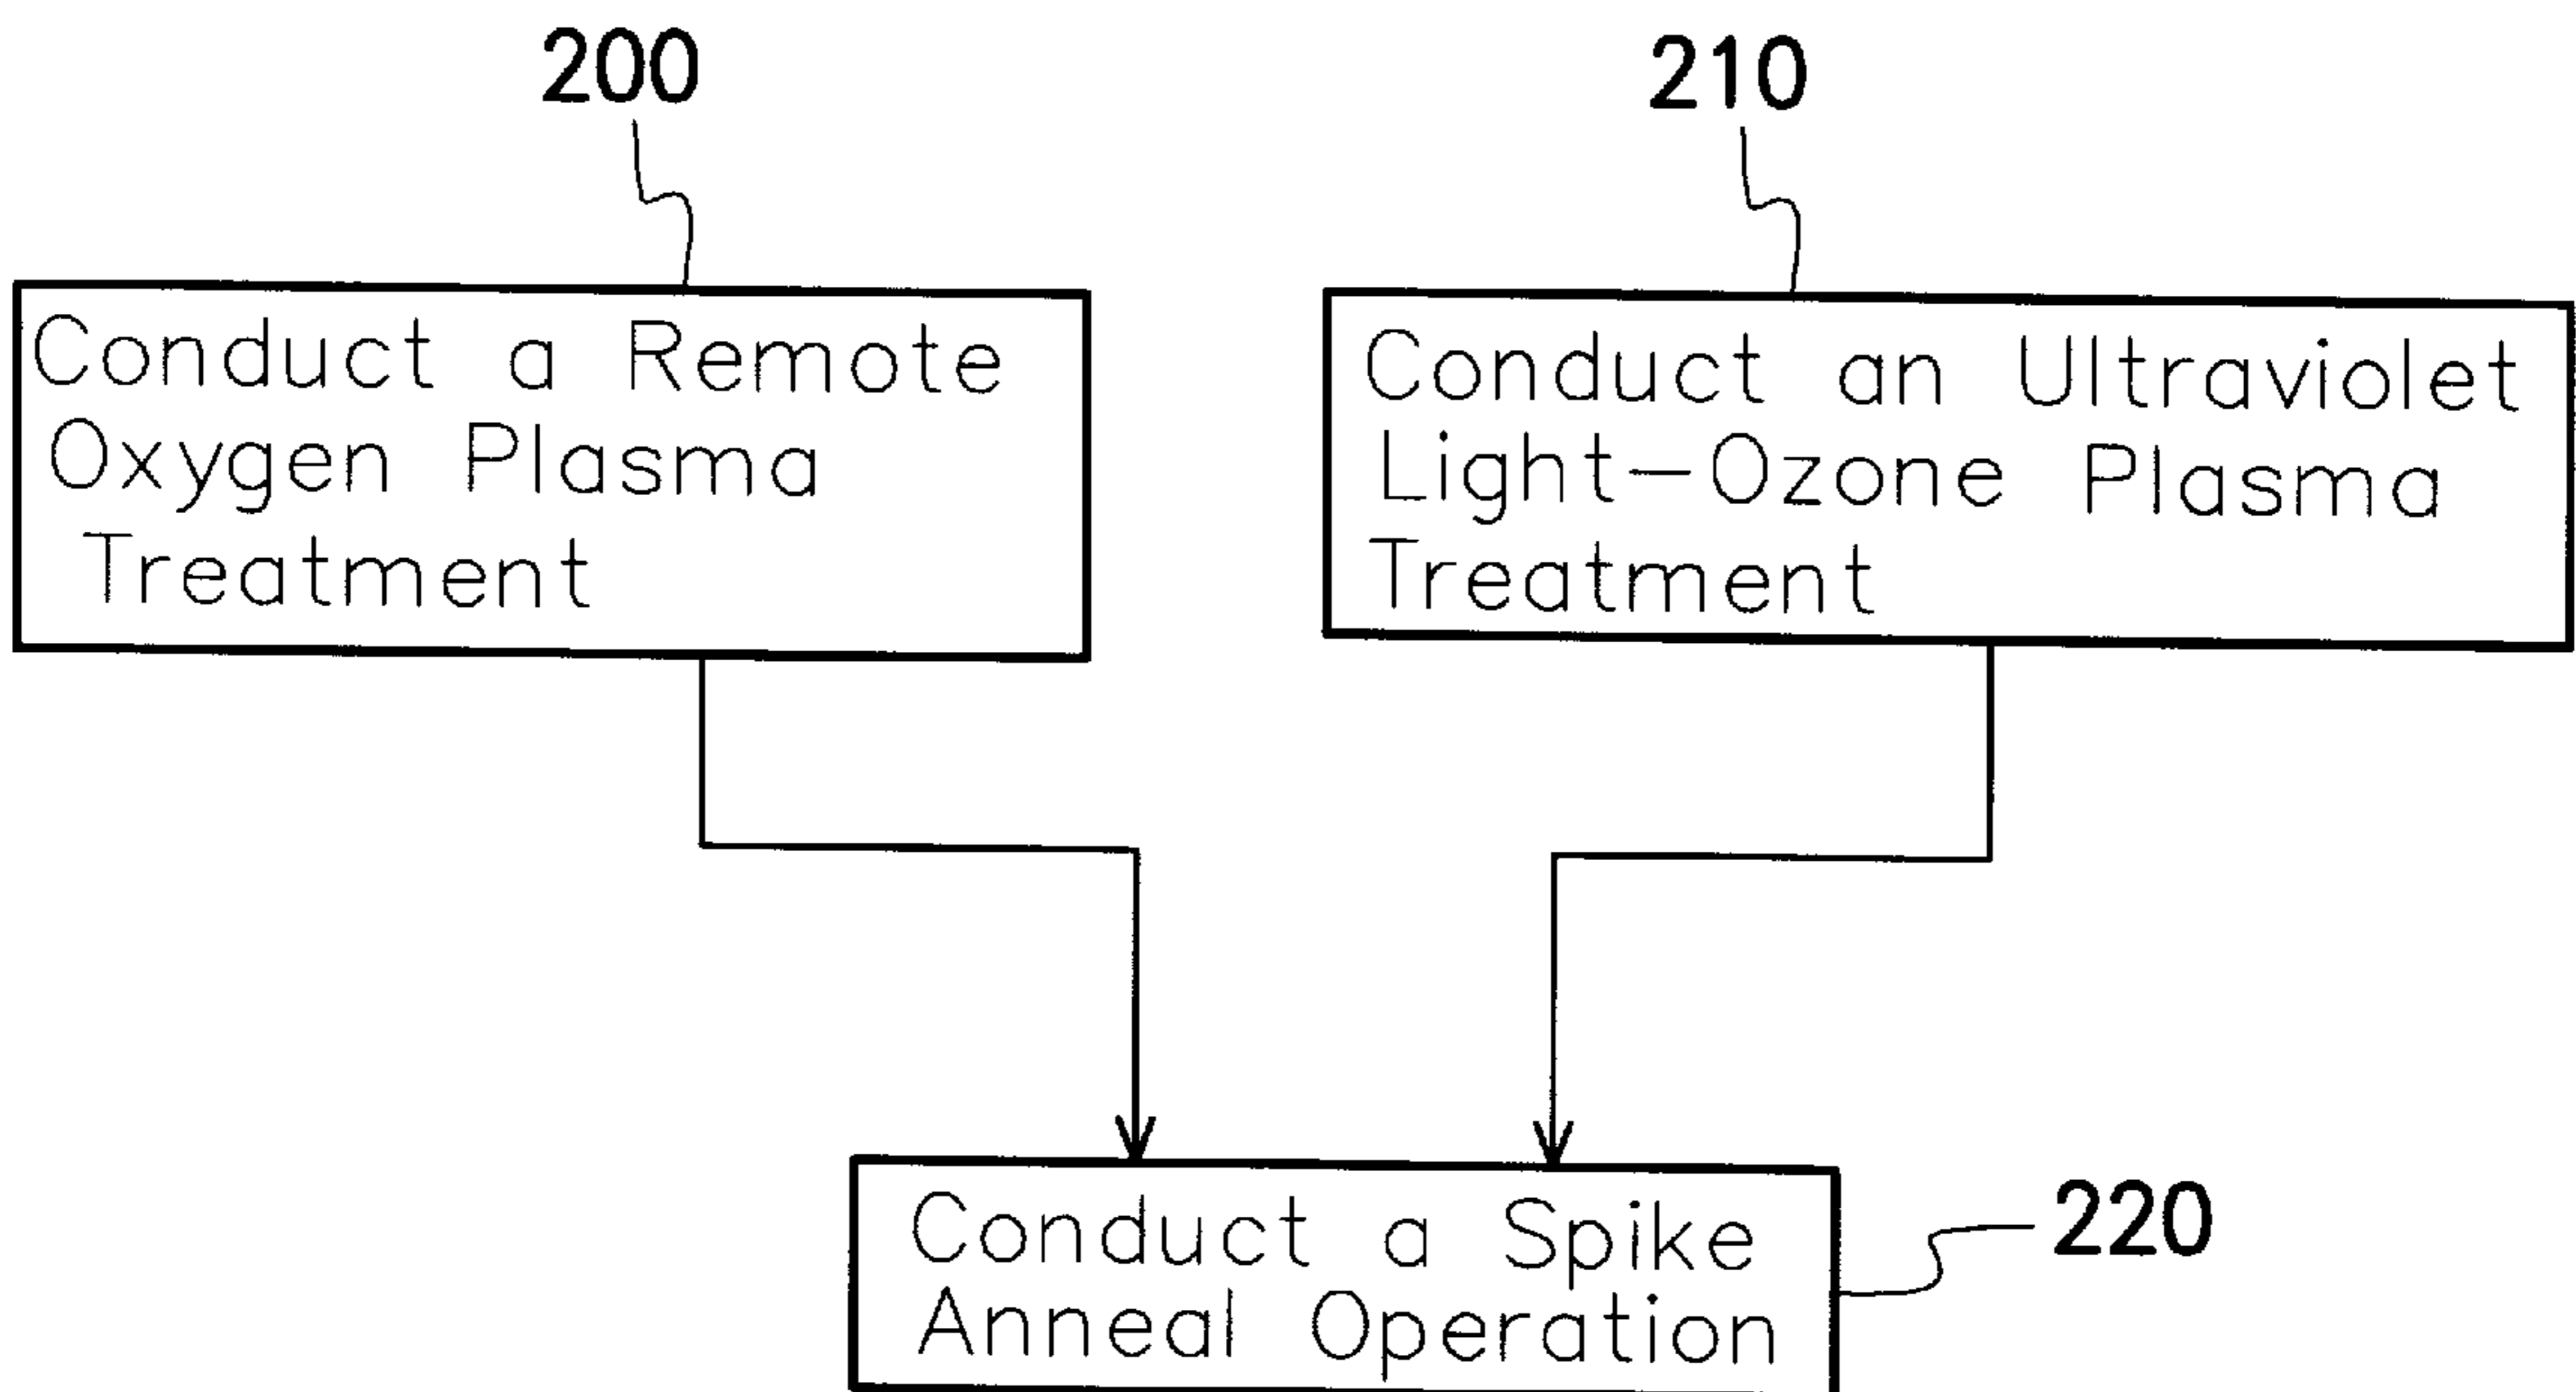 200
Conduct a Remote
Oxygen Plasma
Treatment
210
Conduct an Ultraviolet
Light-Ozone Plasma
Treatment
Conduct a Spike
Anneal Operation
220